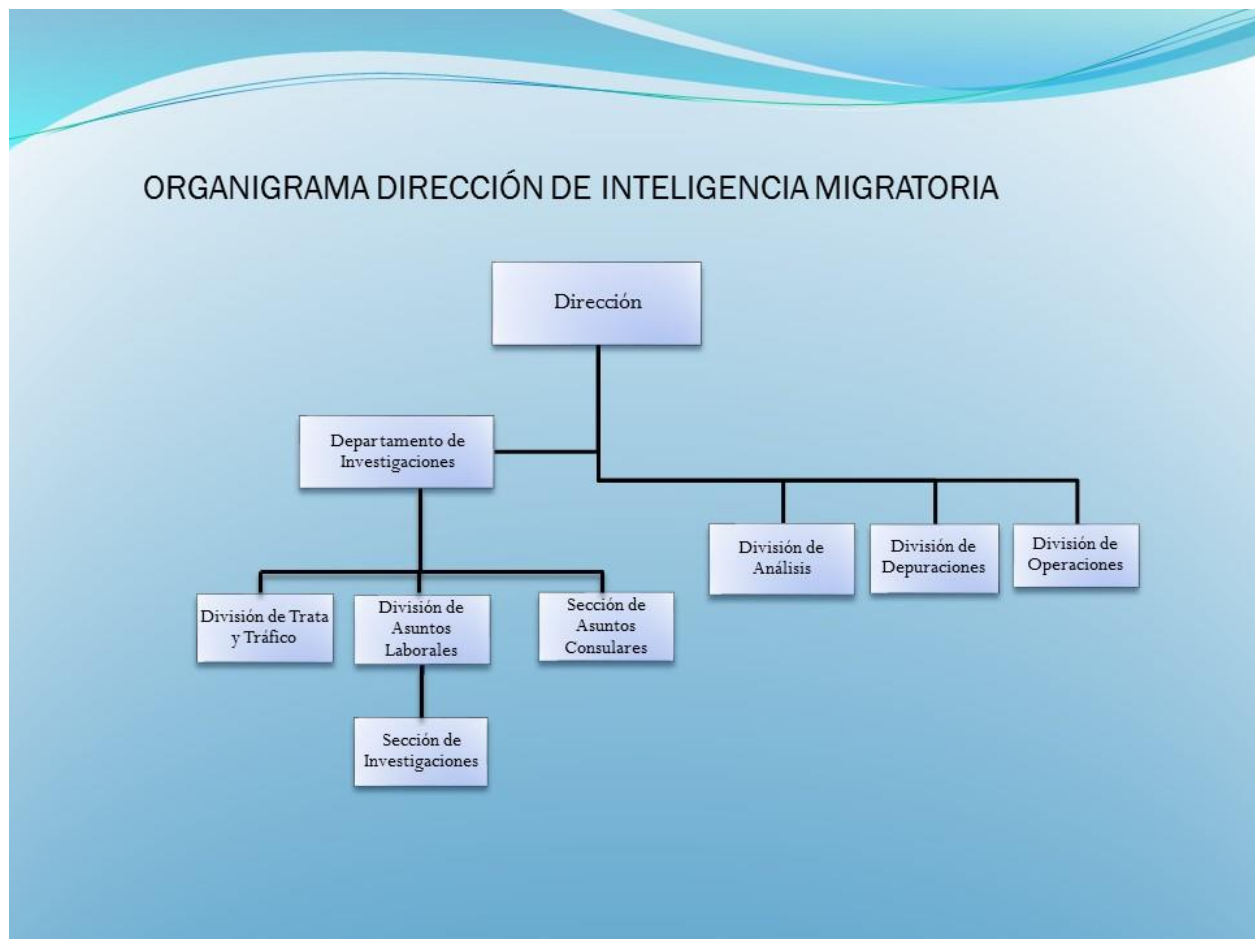 ORGANIGRAMA DIRECCIÓN DE INTELIGENCIA MIGRATORIA
Dirección
Departamento de
Investigaciones
División de
Análisis
División de
Depuraciones
División de
Operaciones
División de Trata
y Tráfico
División de
Asuntos
Laborales
Sección de
Asuntos
Consulares
Sección de
Investigaciones